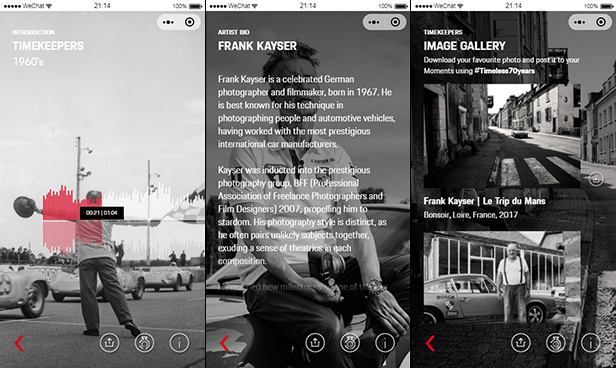 WeChat
21:14
100%
INTRODUCTION
TIMEKEEPERS
1960's
00:21 | 01:04
WeChat
21:14
100%
ARTIST BIO
FRANK KAYSER
Frank Kayser is a celebrated German
photographer and filmmaker, born in 1967. He
is best known for his technique in
photographing people and automotive vehicles,
having worked with the most prestigious
international car manufacturers.
Kayser was inducted into the prestigious
photography group, BFF (Professional
Association of Freelance Photographers and
Film Designers) 2007, propelling him to
stardom. His photography style is distinct, as
he often pairs unlikely subjects together,
exuding a sense of theatrics in each
composition.
WeChat
21:14
100%
TIMEKEEPERS
IMAGE GALLERY
Download your favourite photo and post it to your
Moments using #Timeless70years
Frank Kayser | Le Trip du Mans
Bonsoir, Loire, France, 2017
BOSCH